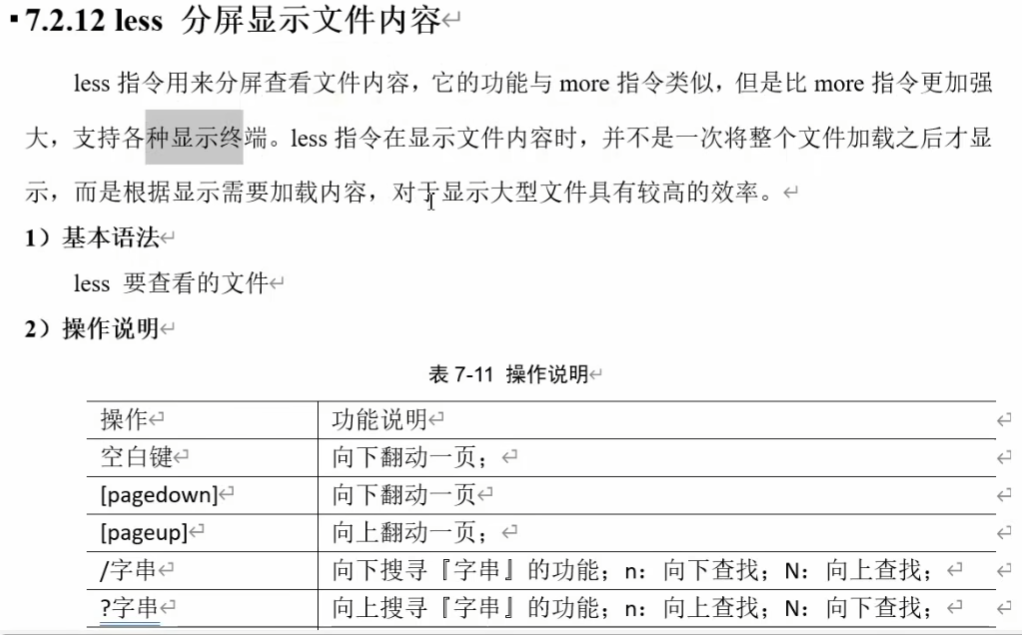 7.2.12 less 分屏显示文件内容
less 指令用来分屏查看文件内容，它的功能与 more 指令类似，但是比 more 指令更加强
大，支持各种显示终端。less 指令在显示文件内容时，并不是一次将整个文件加载之后才显
示，而是根据显示需要加载内容，对于显示大型文件具有较高的效率。
1）基本语法
less 要查看的文件
2）操作说明
表 7-11 操作说明
操作 功能说明
空白键 向下翻动一页；
[pagedown] 向下翻动一页
[pageup] 向上翻动一页；
/字串 向下搜寻『字串』的功能；n：向下查找；N：向上查找；
?字串 向上搜寻『字串』的功能；n：向上查找；N：向下查找；